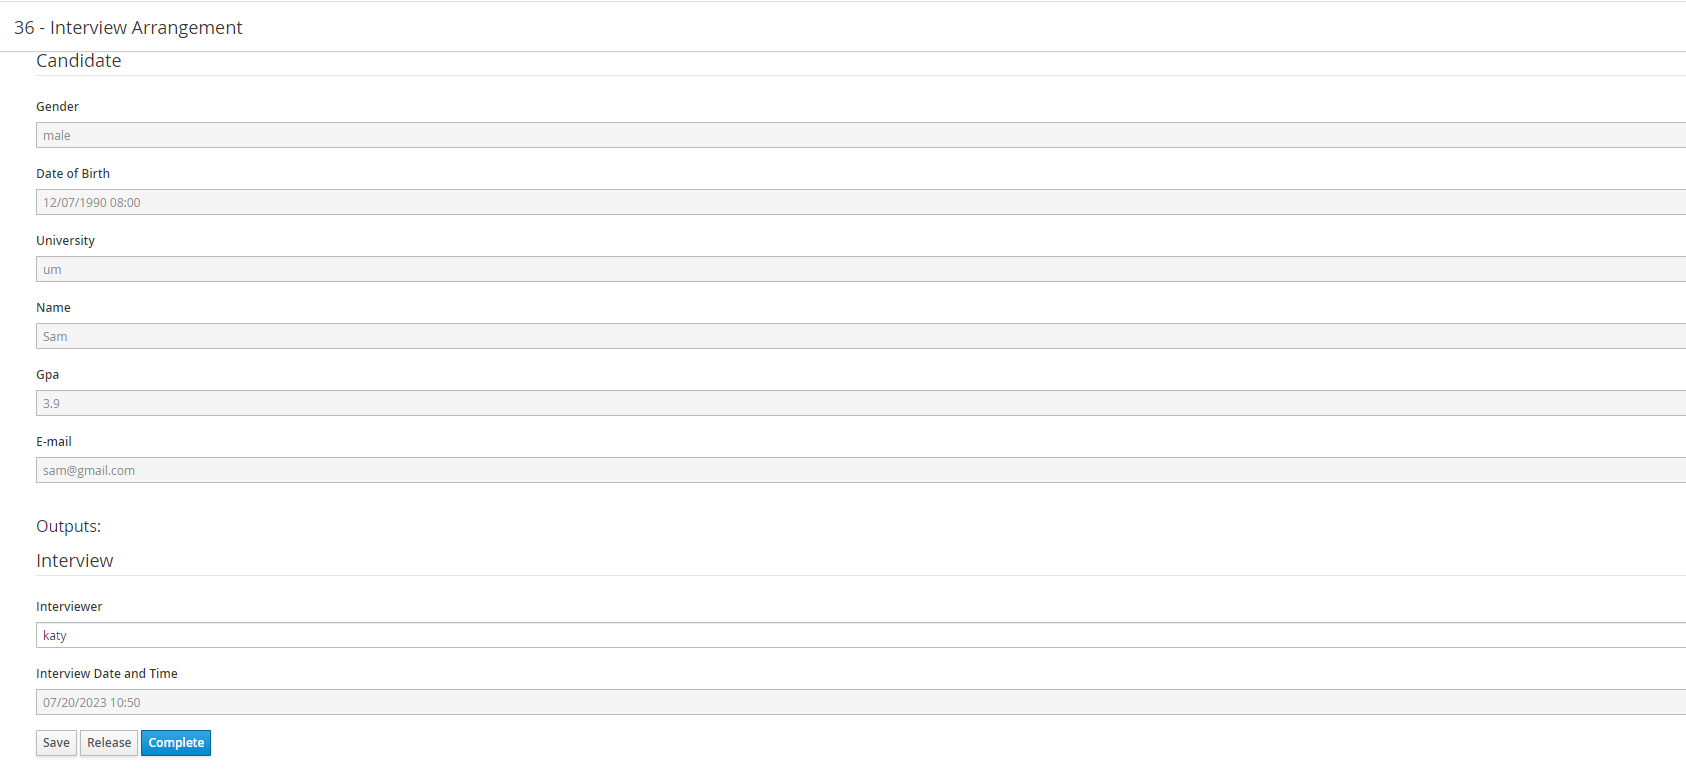 36 - Interview Arrangement
Candidate
Gender
male
Date of Birth
12/07/1990 08:00
University
um
Name
Sam
Gpa
3.9
E-mail
sam@gmail.com
Outputs:
Interview
Interviewer
katy
Interview Date and Time
07/20/2023 10:50
Save Release Complete